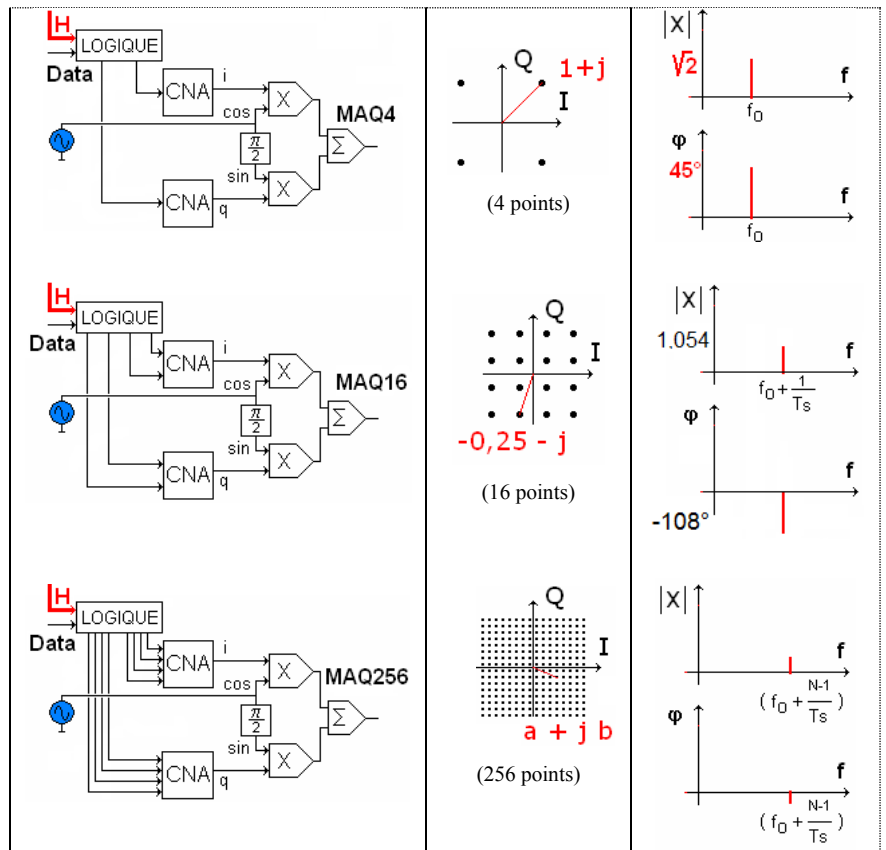 H
LOGIQUE
Data
CNA
i
cos
X
MAQ4
π/2
Σ
sin
X
CNA
q
Q
1+j
I
(4 points)
|X|
√2
f
f0
φ
45°
f
f0
H
LOGIQUE
Data
CNA
i
cos
X
MAQ16
π/2
Σ
sin
X
CNA
q
Q
I
-0,25 - j
(16 points)
|X|
1.054
f
f0 + 1/Ts
φ
f
-108°
H
LOGIQUE
Data
CNA
i
cos
X
MAQ256
π/2
Σ
sin
X
CNA
q
Q
I
a + j b
(256 points)
|X|
f
(f0 + N-1/Ts)
φ
f
(f0 + N-1/Ts)